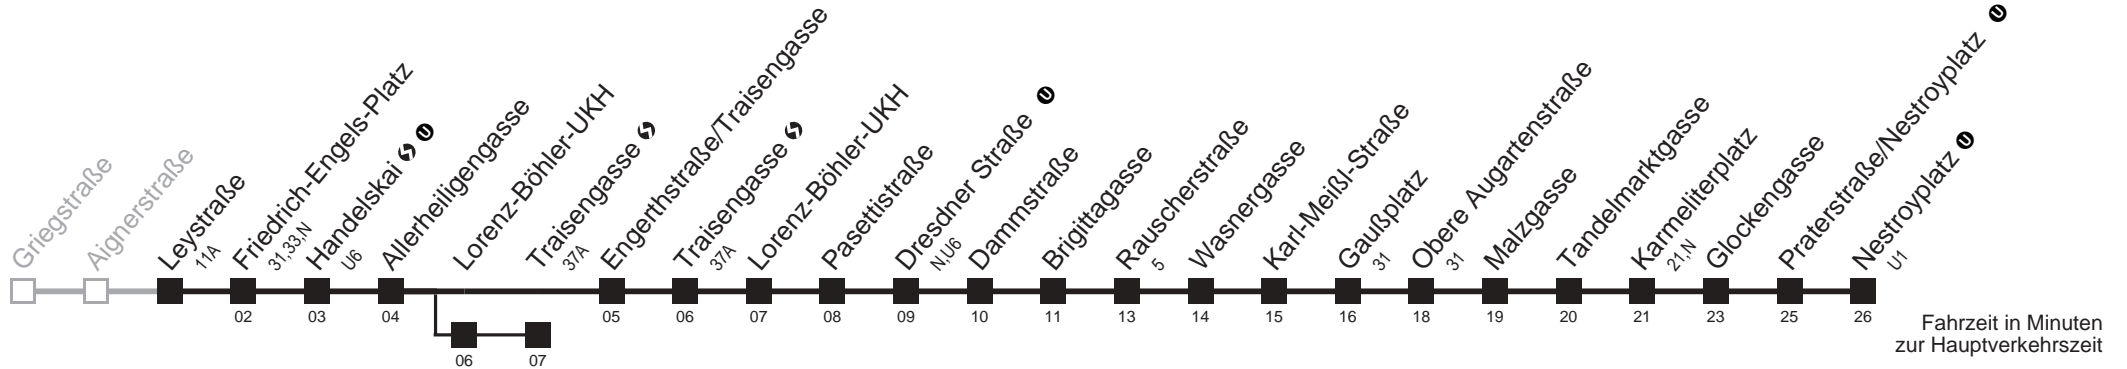 Griegstraße
Aignerstraße
Leystraße
11A
Friedrich-Engels-Platz
31,33,N
Handelskai S U
U6
Allerheiligengasse
Lorenz-Böhler-UKH
Traisengasse S
37A
Engerthstraße/Traisengasse
Traisengasse S
37A
Lorenz-Böhler-UKH
Pasettistraße
Dresdner Straße U
N,U6
Dammstraße
Brigittagasse
Rauscherstraße
5
Wasnergasse
Karl-Meißl-Straße
Gaußplatz
31
Obere Augartenstraße
31
Malzgasse
Tandelmarktgasse
Karmeliterplatz
21,N
Glockengasse
Praterstraße/Nestroyplatz U
Nestroyplatz U
U1
02 03 04 05 06 07 08 09 10 11 13 14 15 16 18 19 20 21 23 25 26
06 07
Fahrzeit in Minuten
zur Hauptverkehrszeit